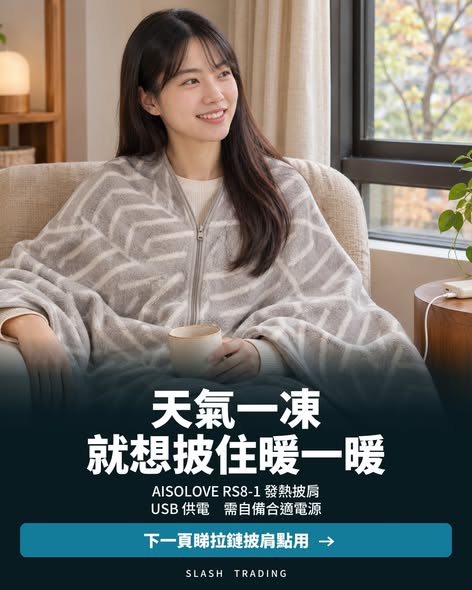 天氣一凍
就想披住暖一暖
AISOLOVE RS8-1 發熱披肩
USB 供電　需自備合適電源
下一頁睇拉鏈披肩點用 →
SLASH TRADING